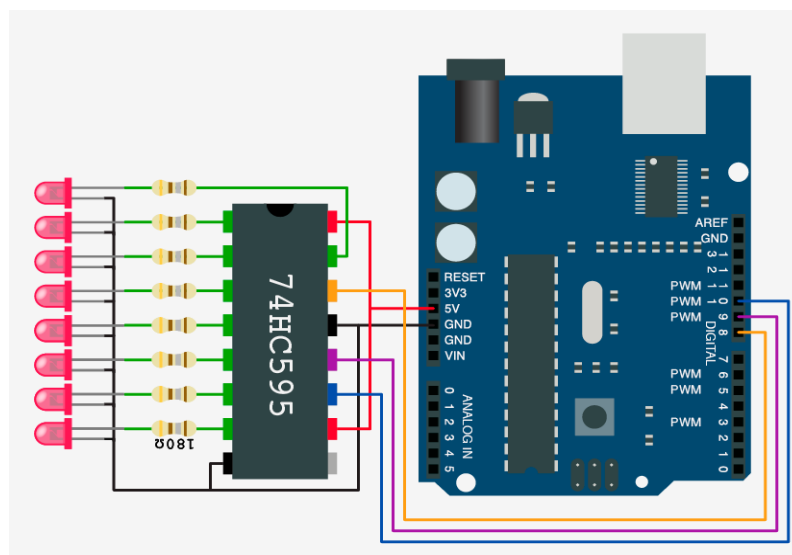 74HC595
180Ω
RESET
3V3
5V
GND
GND
VIN
ANALOG IN
0
1
2
3
4
5
AREF
GND
13
12
PWM 11
PWM 10
PWM 9
8
DIGITAL
7
PWM 6
PWM 5
4
PWM 3
2
1
0